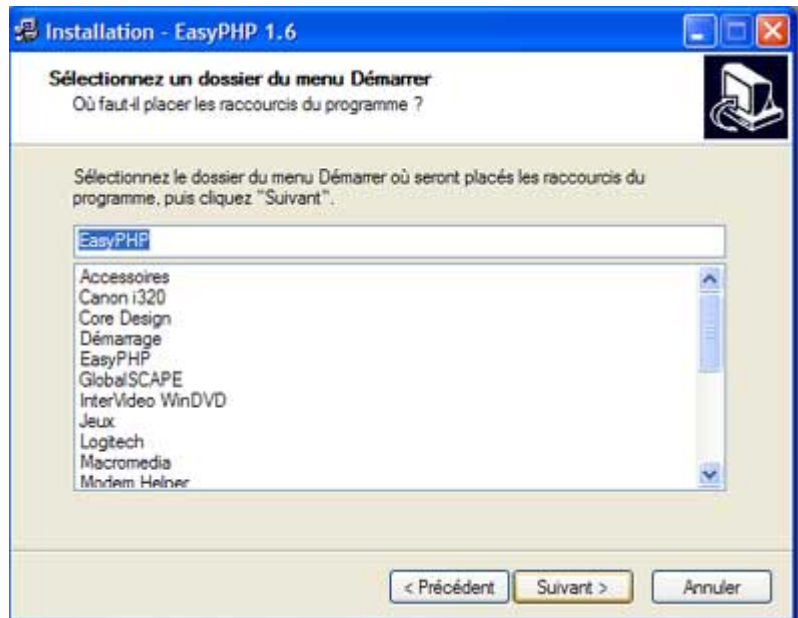 Installation - EasyPHP 1.6
Sélectionnez un dossier du menu Démarrer
Où faut-il placer les raccourcis du programme ?
Sélectionnez le dossier du menu Démarrer où seront placés les raccourcis du
programme, puis cliquez "Suivant".
EasyPHP
Accessoires
Canon i320
Core Design
Démarrage
EasyPHP
GlobalSCAPE
InterVideo WinDVD
Jeux
Logitech
Macromedia
Modem Helper
< Précédent
Suivant >
Annuler